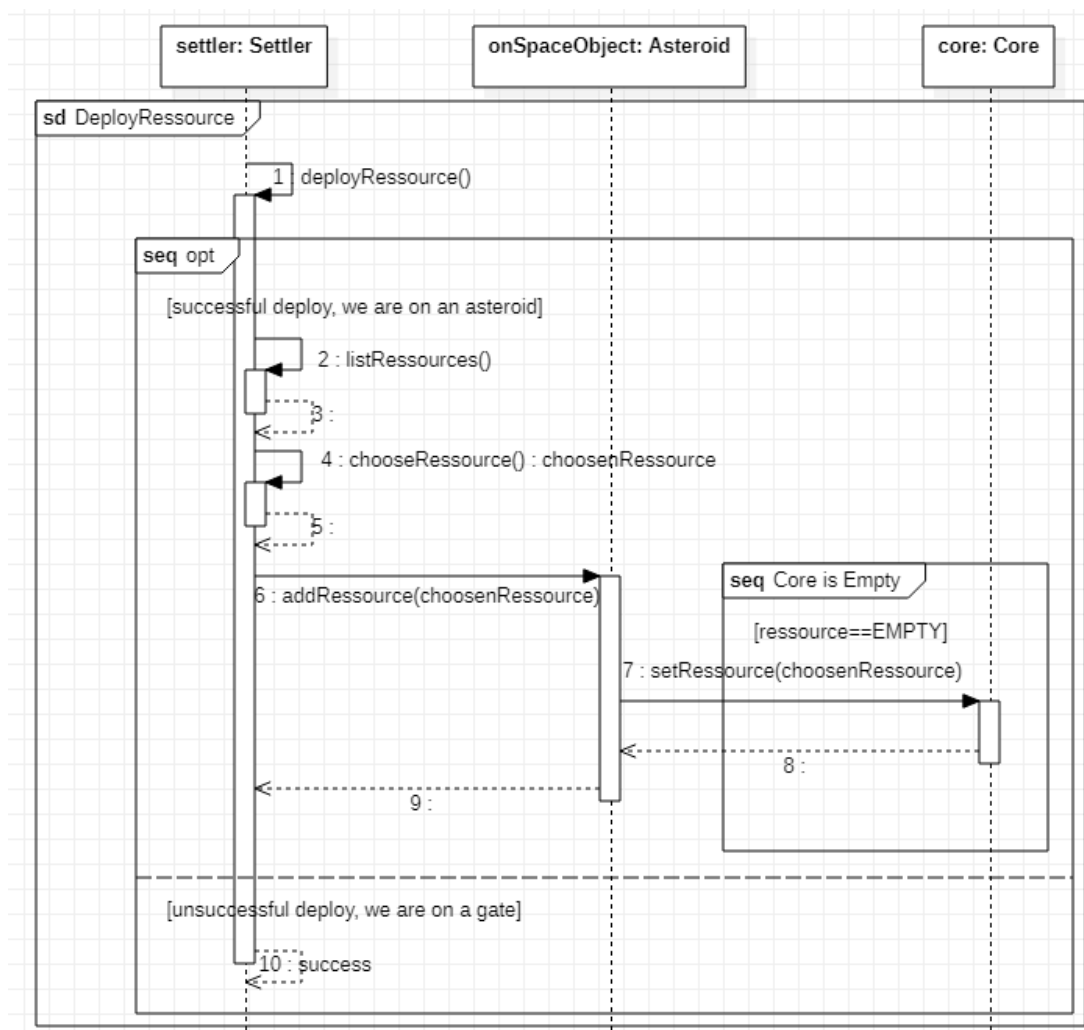 settler: Settler
onSpaceObject: Asteroid
core: Core
sd DeployRessource
1 deployRessource()
seq opt
[successful deploy, we are on an asteroid]
2 : listRessources()
3 :
4 : chooseRessource() : choosenRessource
5 :
6 : addRessource(choosenRessource)
seq Core is Empty
[ressource==EMPTY]
7 : setRessource(choosenRessource)
8 :
9 :
[unsuccessful deploy, we are on a gate]
10 : success